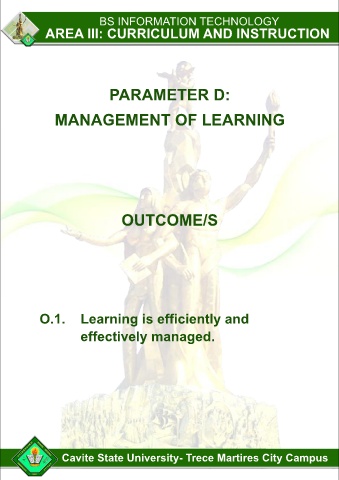 BS INFORMATION TECHNOLOGY
AREA III: CURRICULUM AND INSTRUCTION
PARAMETER D:
MANAGEMENT OF LEARNING
OUTCOME/S
O.1. Learning is efficiently and
effectively managed.
Cavite State University- Trece Martires City Campus